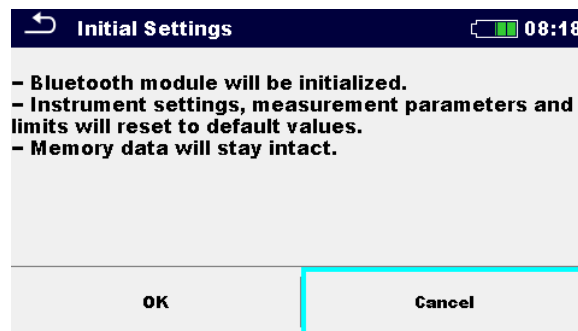 Initial Settings 08:18
– Bluetooth module will be initialized.
– Instrument settings, measurement parameters and
limits will reset to default values.
– Memory data will stay intact.
OK Cancel